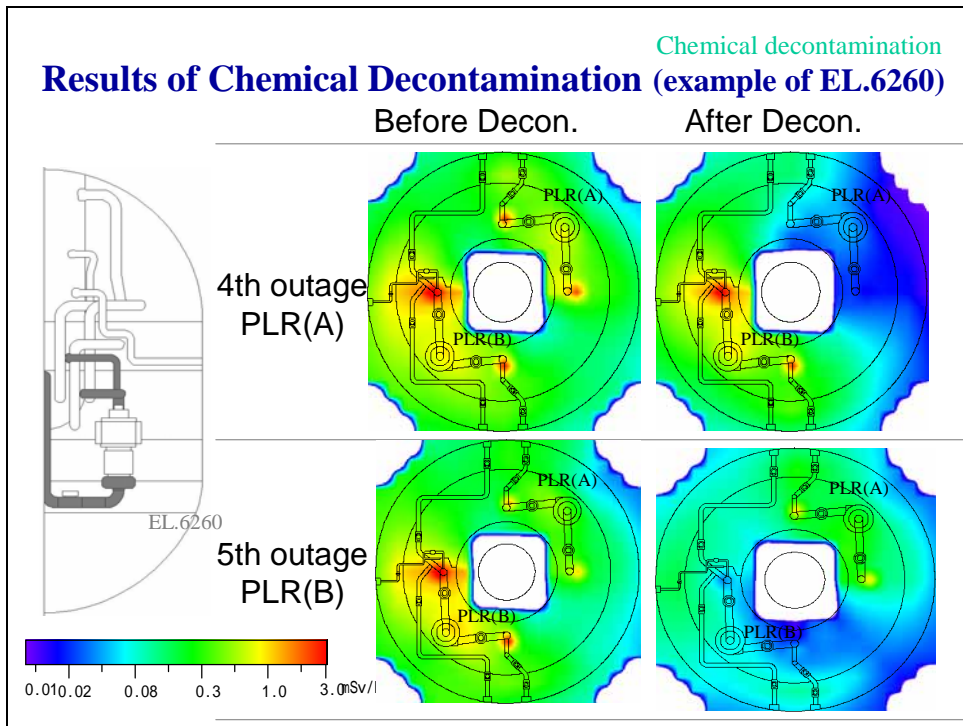 Chemical decontamination
Results of Chemical Decontamination (example of EL.6260)
Before Decon.
After Decon.
4th outage
PLR(A)
PLR(A)
PLR(B)
PLR(A)
PLR(B)
5th outage
PLR(B)
PLR(A)
PLR(B)
PLR(A)
PLR(B)
EL.6260
0.01 0.02 0.08 0.3 1.0 3.0 mSv/